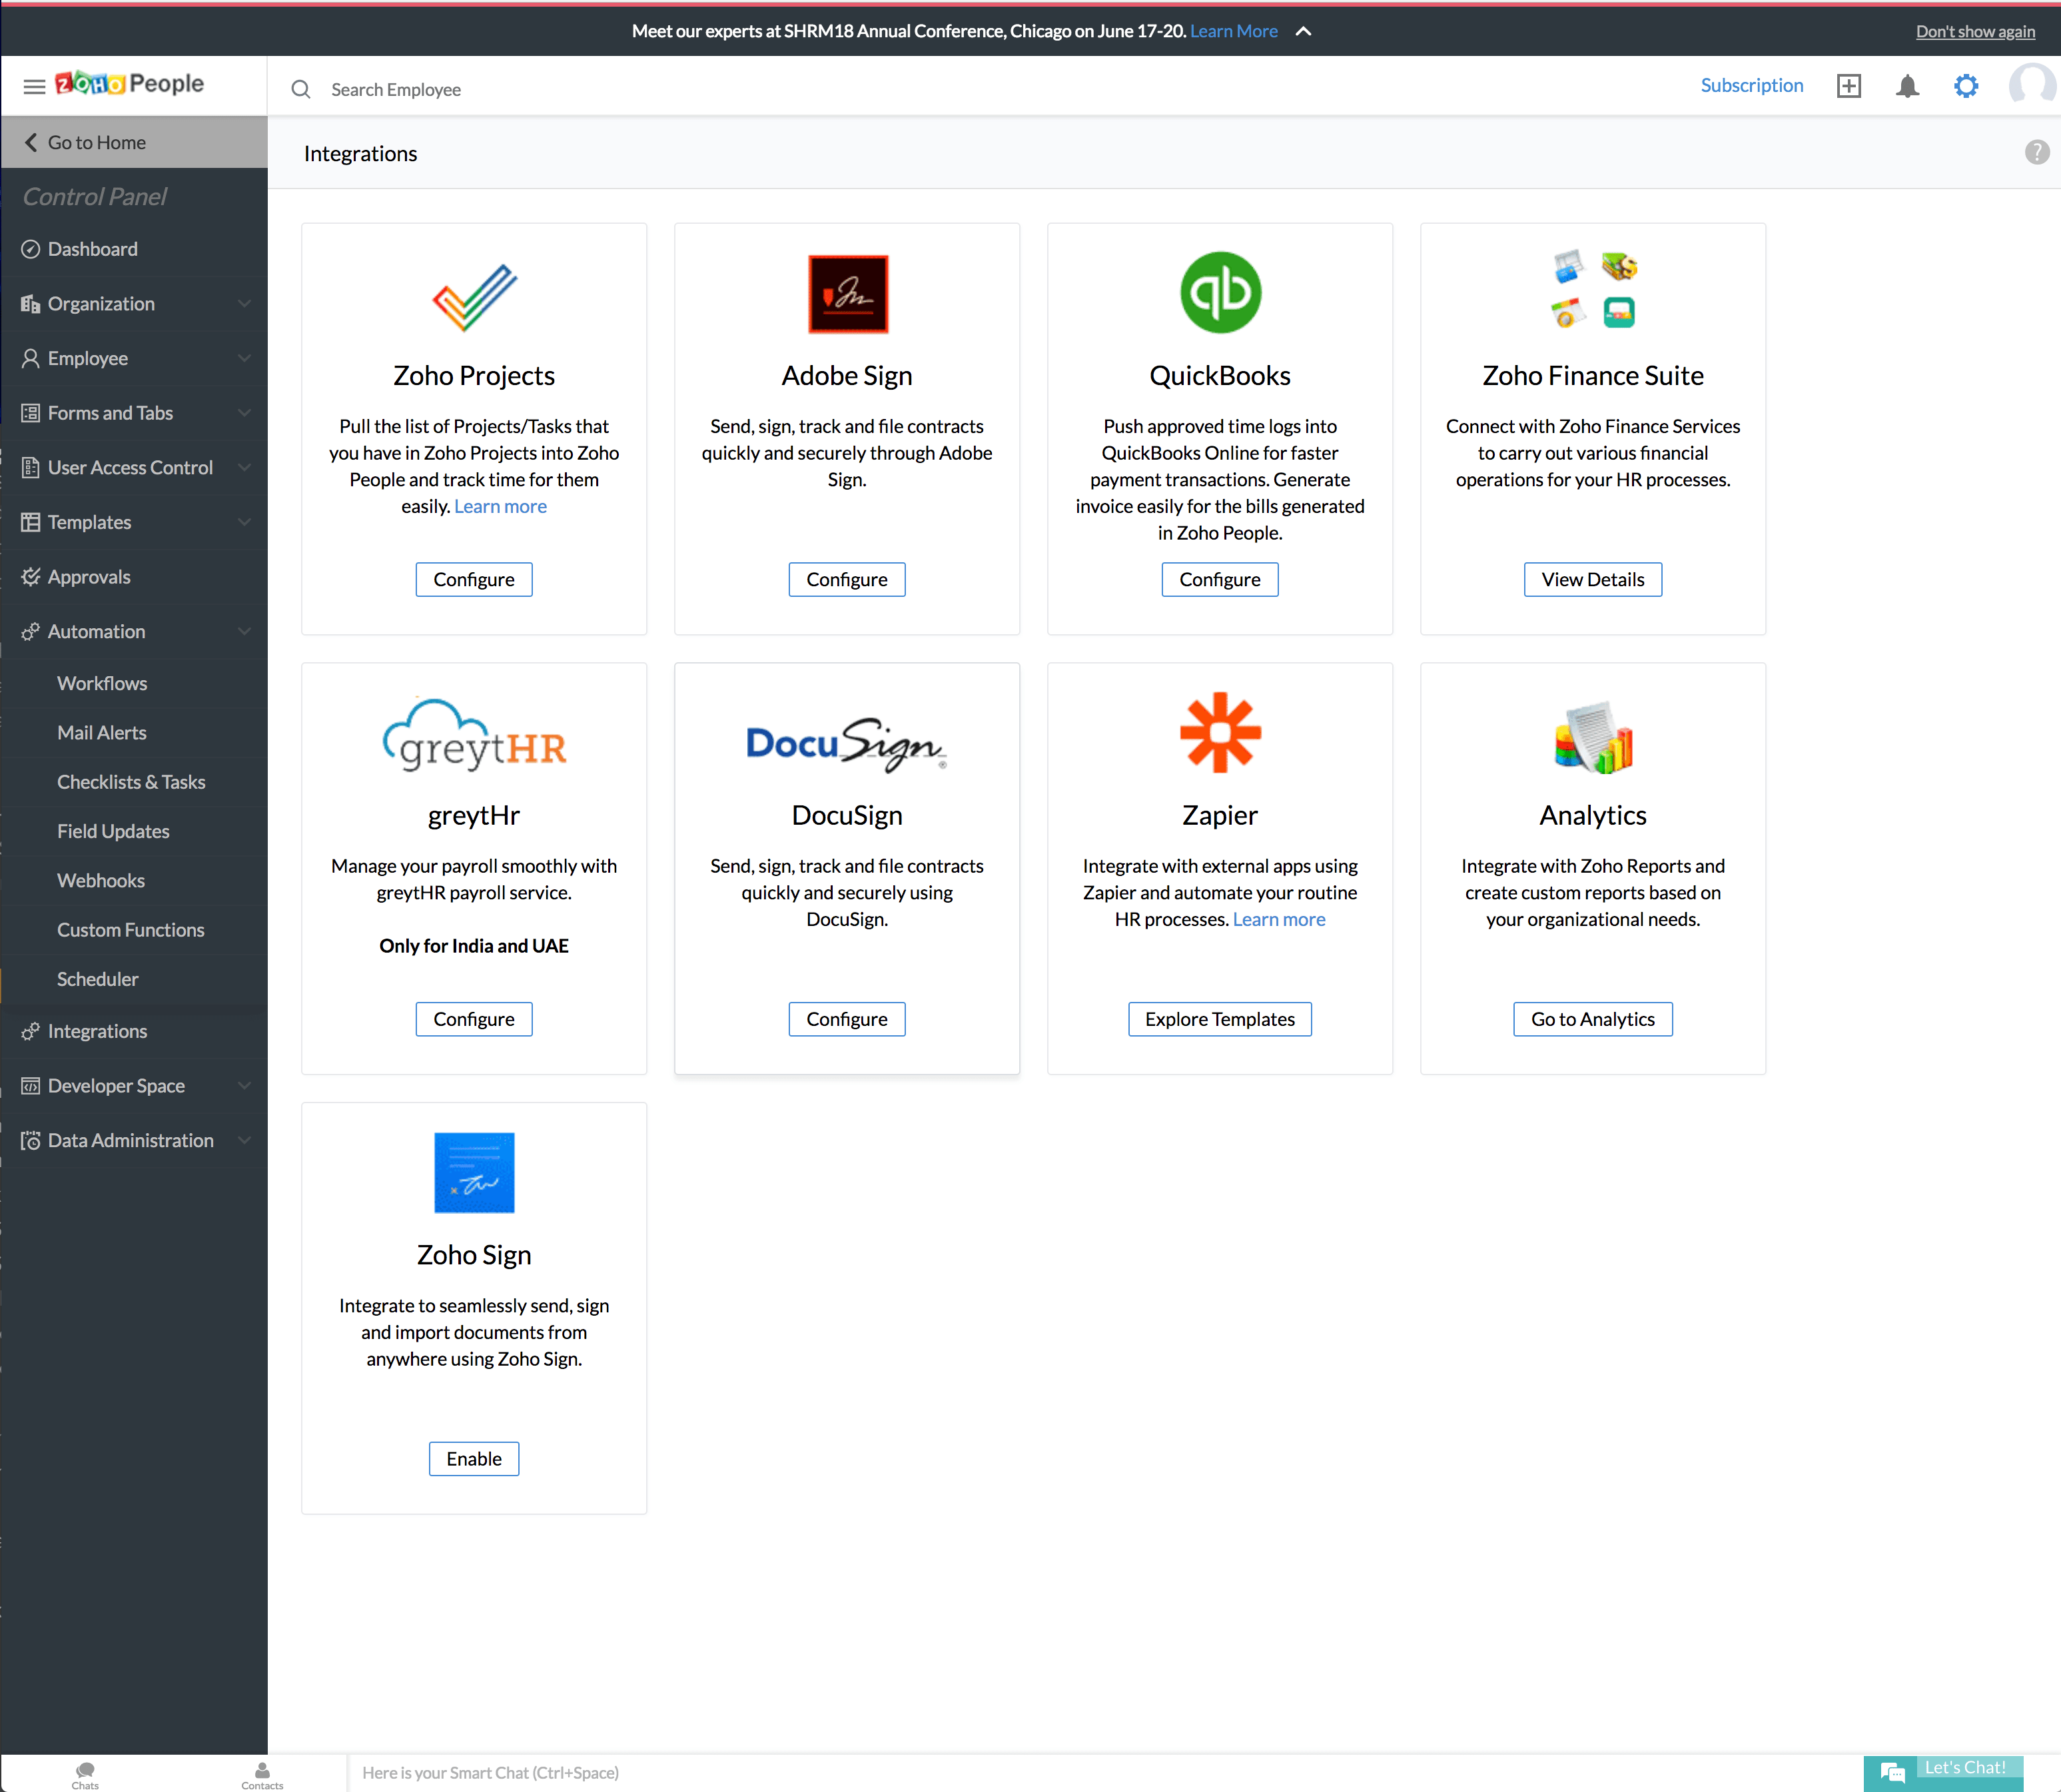 Meet our experts at SHRM18 Annual Conference, Chicago on June 17-20. Learn More
Don't show again
ZOHO People
Search Employee
Subscription
Go to Home
Integrations
?
Control Panel
Dashboard
Organization
Employee
Forms and Tabs
User Access Control
Templates
Approvals
Automation
Workflows
Mail Alerts
Checklists & Tasks
Field Updates
Webhooks
Custom Functions
Scheduler
Integrations
Developer Space
Data Administration
Zoho Projects
Pull the list of Projects/Tasks that
you have in Zoho Projects into Zoho
People and track time for them
easily. Learn more
Configure
Adobe Sign
Send, sign, track and file contracts
quickly and securely through Adobe
Sign.
Configure
qb
QuickBooks
Push approved time logs into
QuickBooks Online for faster
payment transactions. Generate
invoice easily for the bills generated
in Zoho People.
Configure
Zoho Finance Suite
Connect with Zoho Finance Services
to carry out various financial
operations for your HR processes.
View Details
greytHR
greytHr
Manage your payroll smoothly with
greytHR payroll service.
Only for India and UAE
Configure
DocuSign®
DocuSign
Send, sign, track and file contracts
quickly and securely using
DocuSign.
Configure
Zapier
Integrate with external apps using
Zapier and automate your routine
HR processes. Learn more
Explore Templates
Analytics
Integrate with Zoho Reports and
create custom reports based on
your organizational needs.
Go to Analytics
Zoho Sign
Integrate to seamlessly send, sign
and import documents from
anywhere using Zoho Sign.
Enable
Chats
Contacts
Here is your Smart Chat (Ctrl+Space)
Let's Chat!